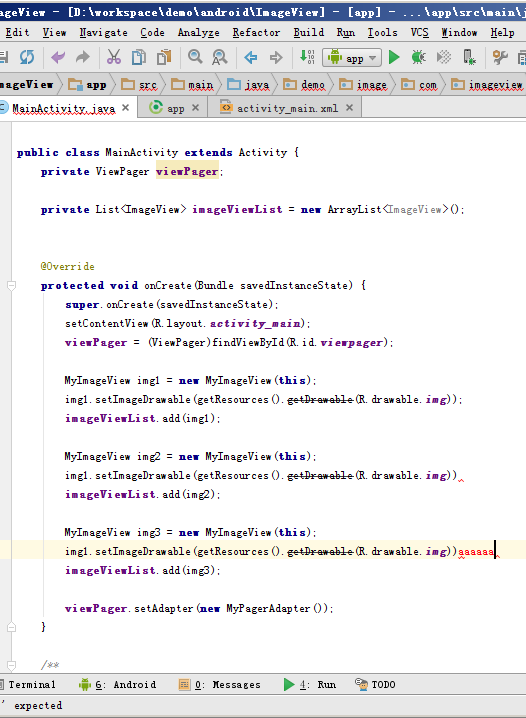 ageView - [D:\workspace\demo\android\ImageView] - [app] - ...\app\src\main\j
Edit View Navigate Code Analyze Refactor Build Run Tools VCS Window Help
app
mageView app src main java demo image com imageview
MainActivity.java × app × activity_main.xml ×
public class MainActivity extends Activity {
private ViewPager viewPager;
private List<ImageView> imageViewList = new ArrayList<ImageView>();
@Override
protected void onCreate(Bundle savedInstanceState) {
super.onCreate(savedInstanceState);
setContentView(R.layout.activity_main);
viewPager = (ViewPager)findViewById(R.id.viewpager);
MyImageView img1 = new MyImageView(this);
img1.setImageDrawable(getResources().getDrawable(R.drawable.img));
imageViewList.add(img1);
MyImageView img2 = new MyImageView(this);
img1.setImageDrawable(getResources().getDrawable(R.drawable.img))
imageViewList.add(img2);
MyImageView img3 = new MyImageView(this);
img1.setImageDrawable(getResources().getDrawable(R.drawable.img))aaaaaa
imageViewList.add(img3);
viewPager.setAdapter(new MyPagerAdapter());
}
/**
Terminal 6: Android 0: Messages 4: Run TODO
' expected